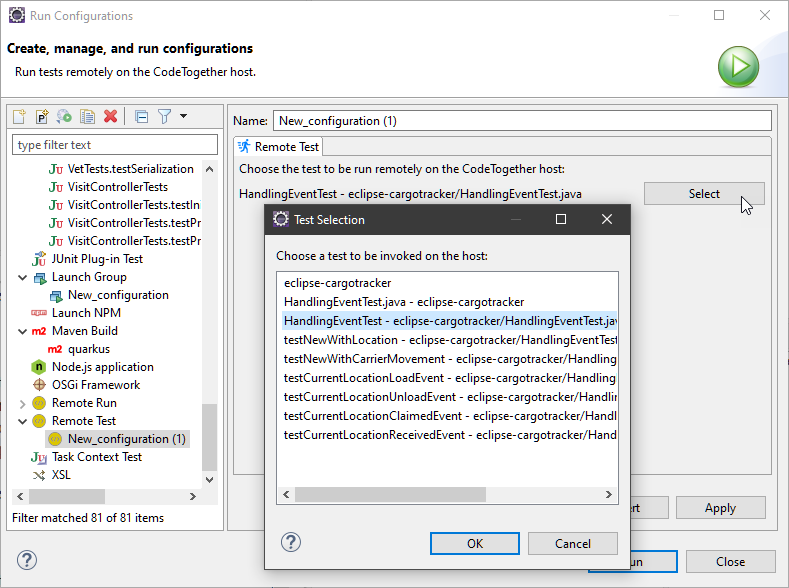 Run Configurations
Create, manage, and run configurations
Run tests remotely on the CodeTogether host.
type filter text
VetTests.testSerialization
VisitControllerTests
VisitControllerTests.testIn
VisitControllerTests.testPr
VisitControllerTests.testPr
JUnit Plug-in Test
Launch Group
New_configuration
Launch NPM
m2 Maven Build
m2 quarkus
Node.js application
OSGi Framework
Remote Run
Remote Test
New_configuration (1)
Task Context Test
XSL
Filter matched 81 of 81 items
Name: New_configuration (1)
Remote Test
Choose the test to be run remotely on the CodeTogether host:
HandlingEventTest - eclipse-cargotracker/HandlingEventTest.java
Select
Test Selection
Choose a test to be invoked on the host:
eclipse-cargotracker
HandlingEventTest.java - eclipse-cargotracker
HandlingEventTest - eclipse-cargotracker/HandlingEventTest.jav
testNewWithLocation - eclipse-cargotracker/HandlingEventTest
testNewWithCarrierMovement - eclipse-cargotracker/Handling
testCurrentLocationLoadEvent - eclipse-cargotracker/Handling
testCurrentLocationUnloadEvent - eclipse-cargotracker/Handlin
testCurrentLocationClaimedEvent - eclipse-cargotracker/Hand
testCurrentLocationReceivedEvent - eclipse-cargotracker/Hand
OK
Cancel
Apply
Close